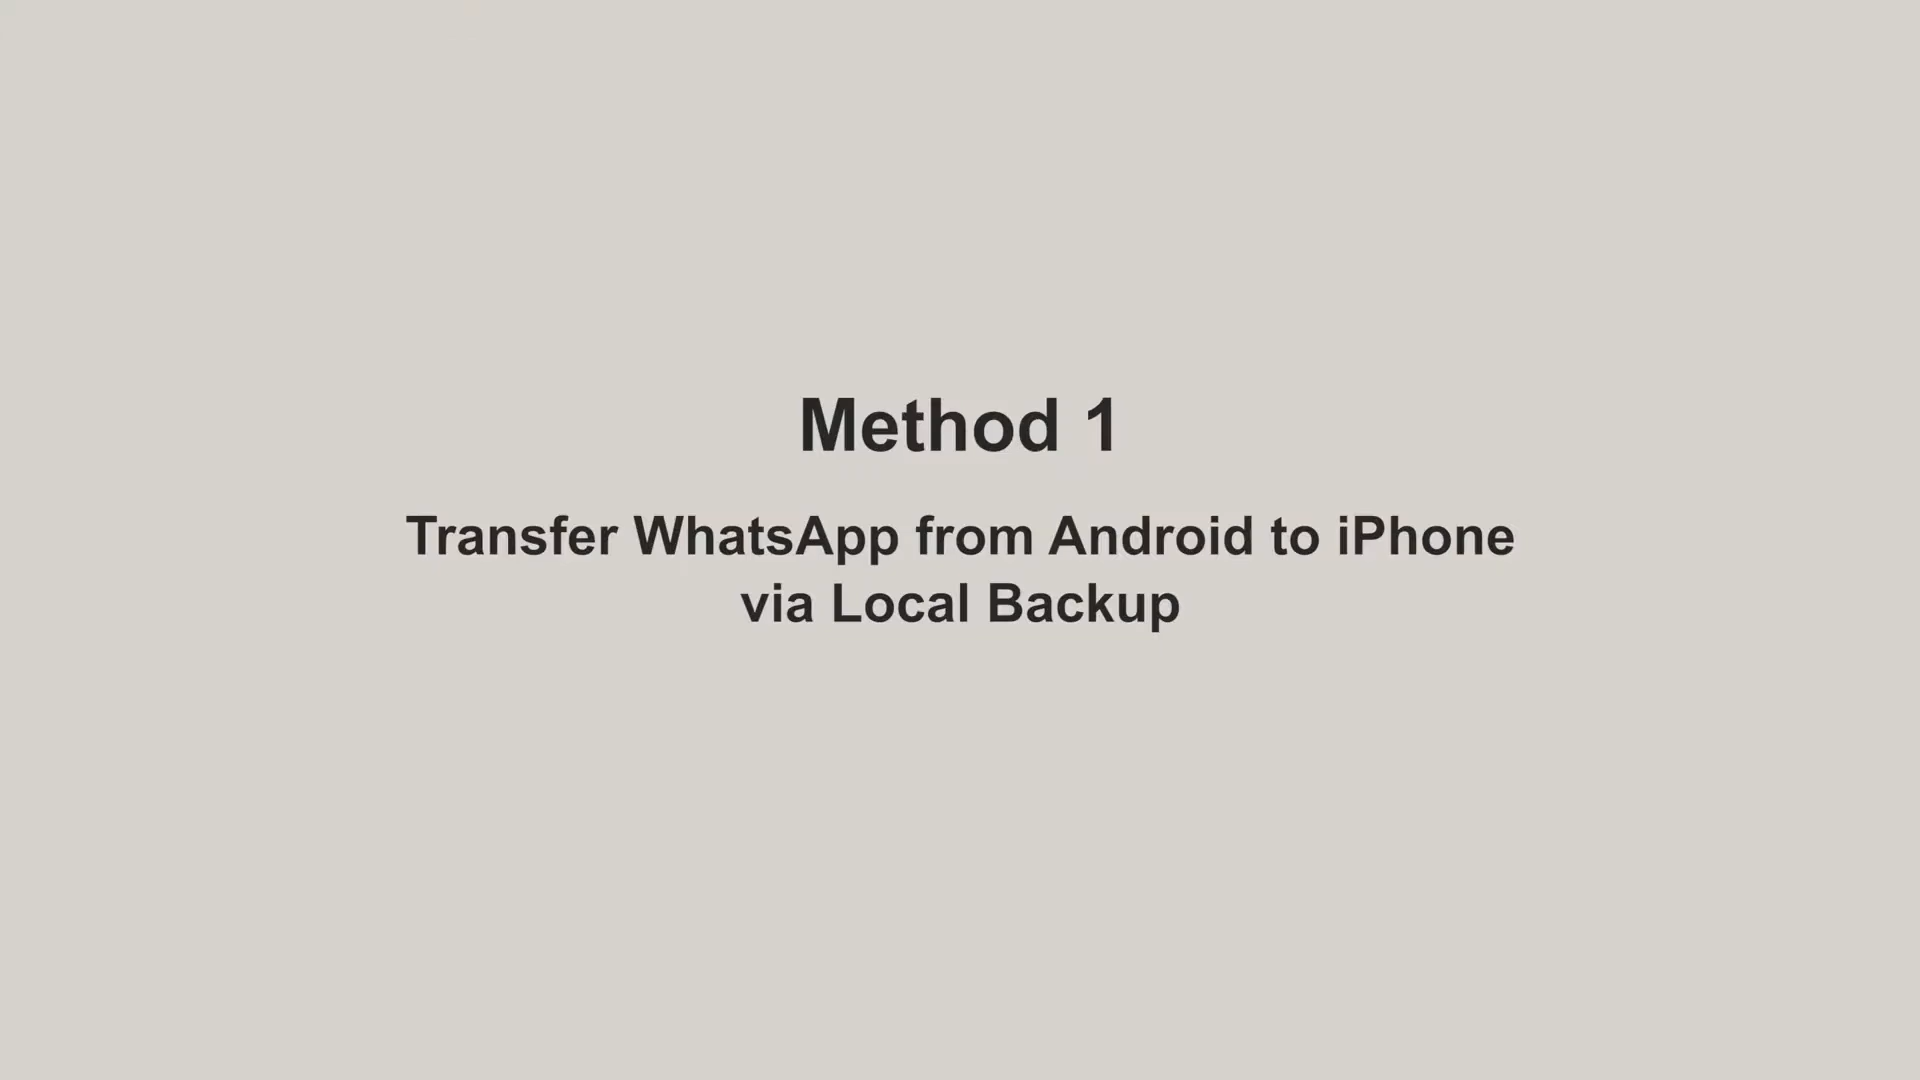 Method 1
Transfer WhatsApp from Android to iPhone
via Local Backup